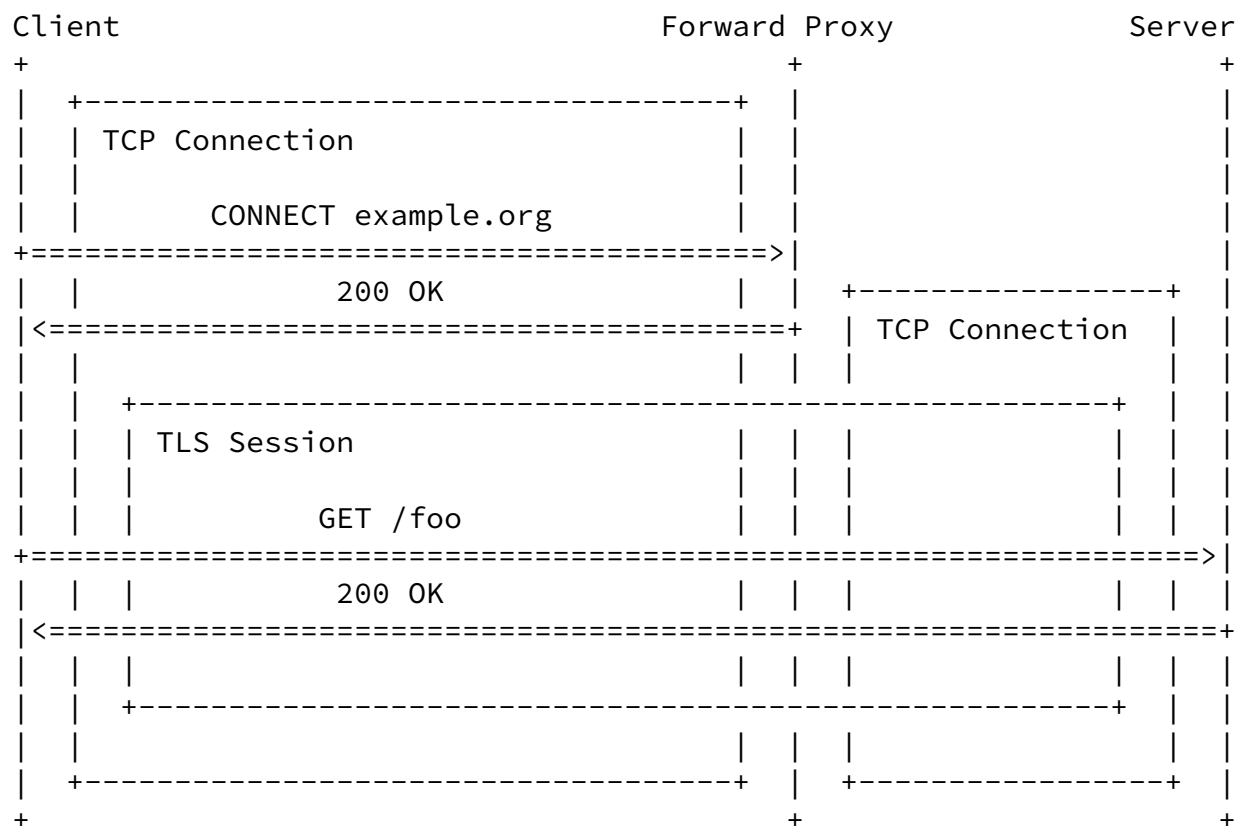 Client Forward Proxy Server
TCP Connection
CONNECT example.org
200 OK
TCP Connection
TLS Session
GET /foo
200 OK